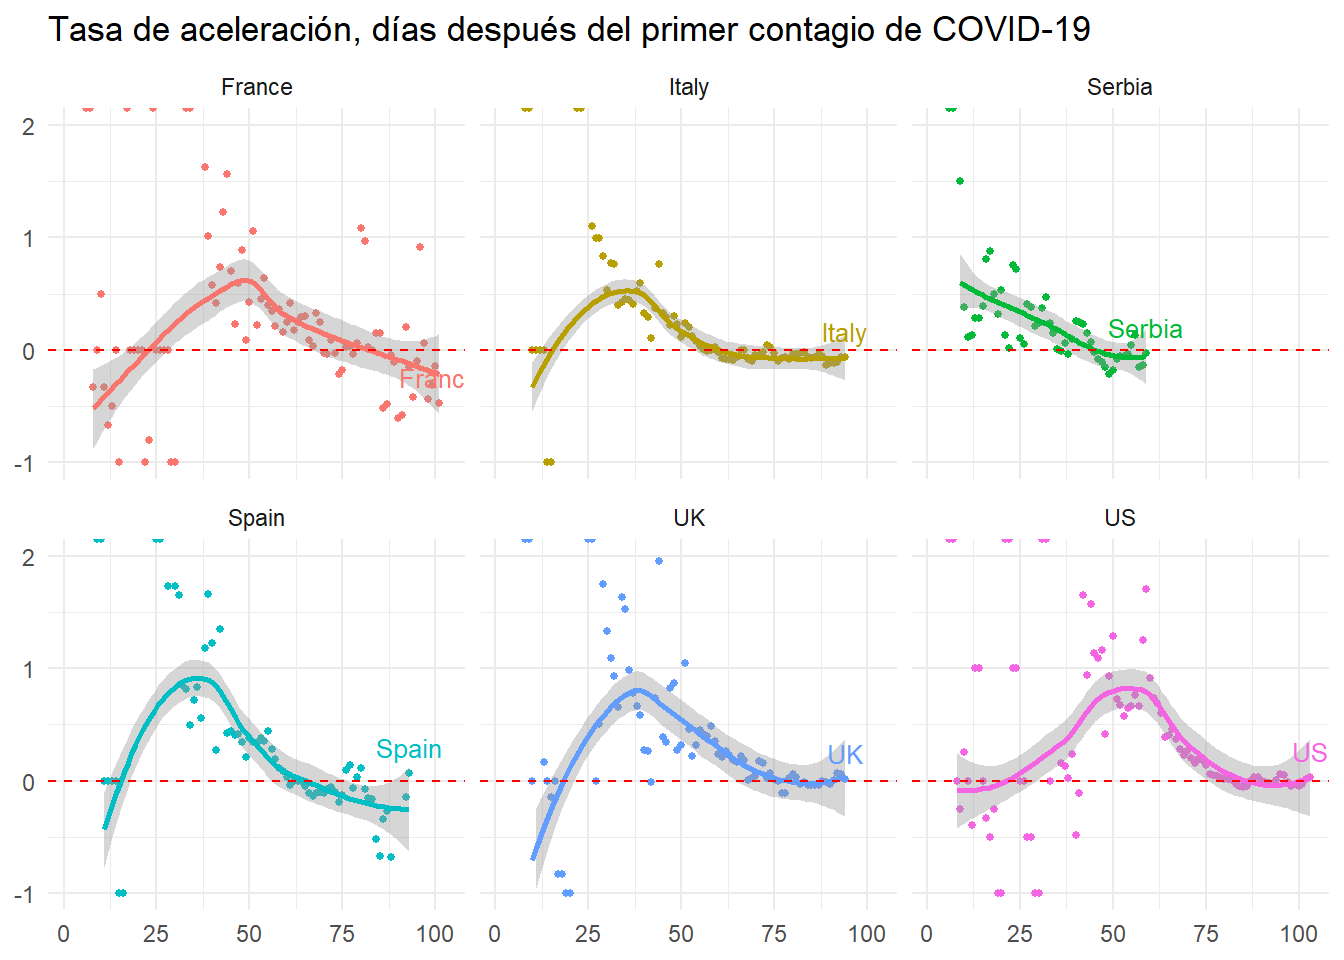 Tasa de aceleración, días después del primer contagio de COVID-19
France Italy Serbia
2
1
0
-1
Franc
Italy
Serbia
Spain UK US
2
1
0
-1
Spain
UK
US
0 25 50 75 100 0 25 50 75 100 0 25 50 75 100